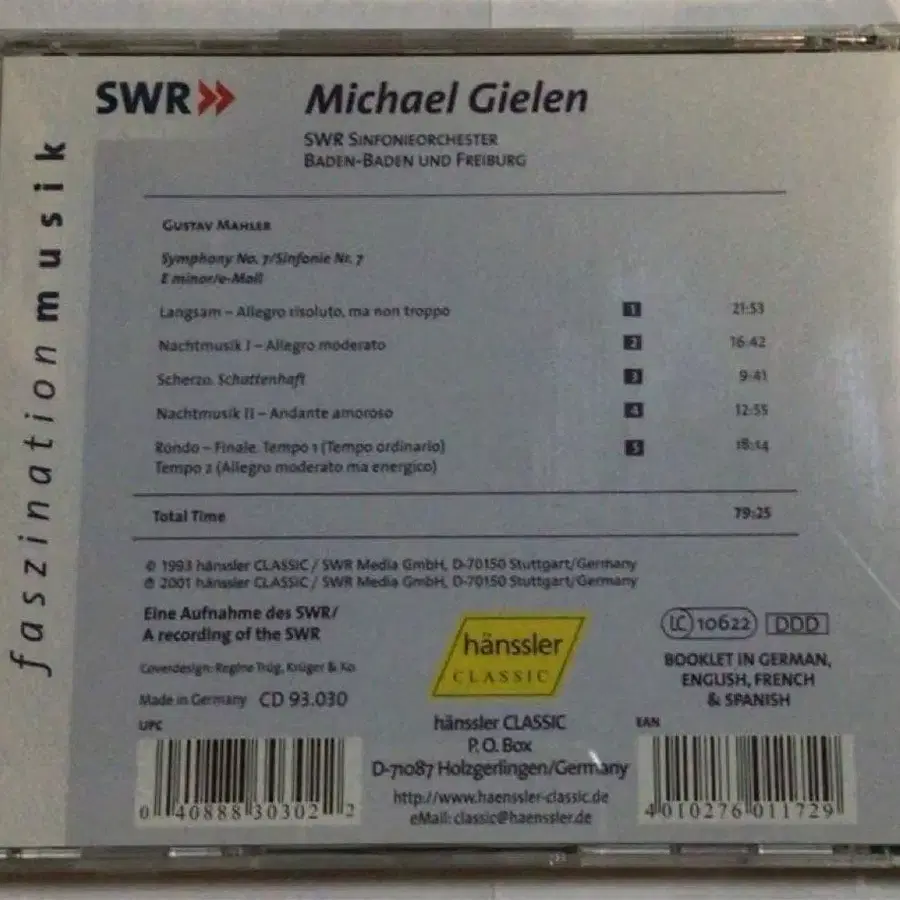 faszination musik
SWR»
Michael Gielen
SWR SINFONIEORCHESTER
BADEN-BADEN UND FREIBURG
GUSTAV MAHLER
Symphony No. 7/Sinfonie Nr. 7
E minor/e-Moll
Langsam – Allegro risoluto, ma non troppo 1 21:53
Nachtmusik I – Allegro moderato 2 16:42
Scherzo. Schattenhaft 3 9:41
Nachtmusik II – Andante amoroso 4 12:55
Rondo – Finale. Tempo 1 (Tempo ordinario) 5 18:14
Tempo 2 (Allegro moderato ma energico)
Total Time 79:25
℗ 1993 hänssler CLASSIC / SWR Media GmbH, D-70150 Stuttgart/Germany
© 2001 hänssler CLASSIC / SWR Media GmbH, D-70150 Stuttgart/Germany
Eine Aufnahme des SWR/
A recording of the SWR
Coverdesign: Regine Trüg, Krüger & Ko
Made in Germany CD 93.030
UPC
0 40888 30302 2
hänssler
CLASSIC
hänssler CLASSIC
P.O. Box
D-71087 Holzgerlingen/Germany
http://www.haenssler-classic.de
eMail: classic@haenssler.de
LC 10622 DDD
BOOKLET IN GERMAN,
ENGLISH, FRENCH
& SPANISH
EAN
4 010276 011729